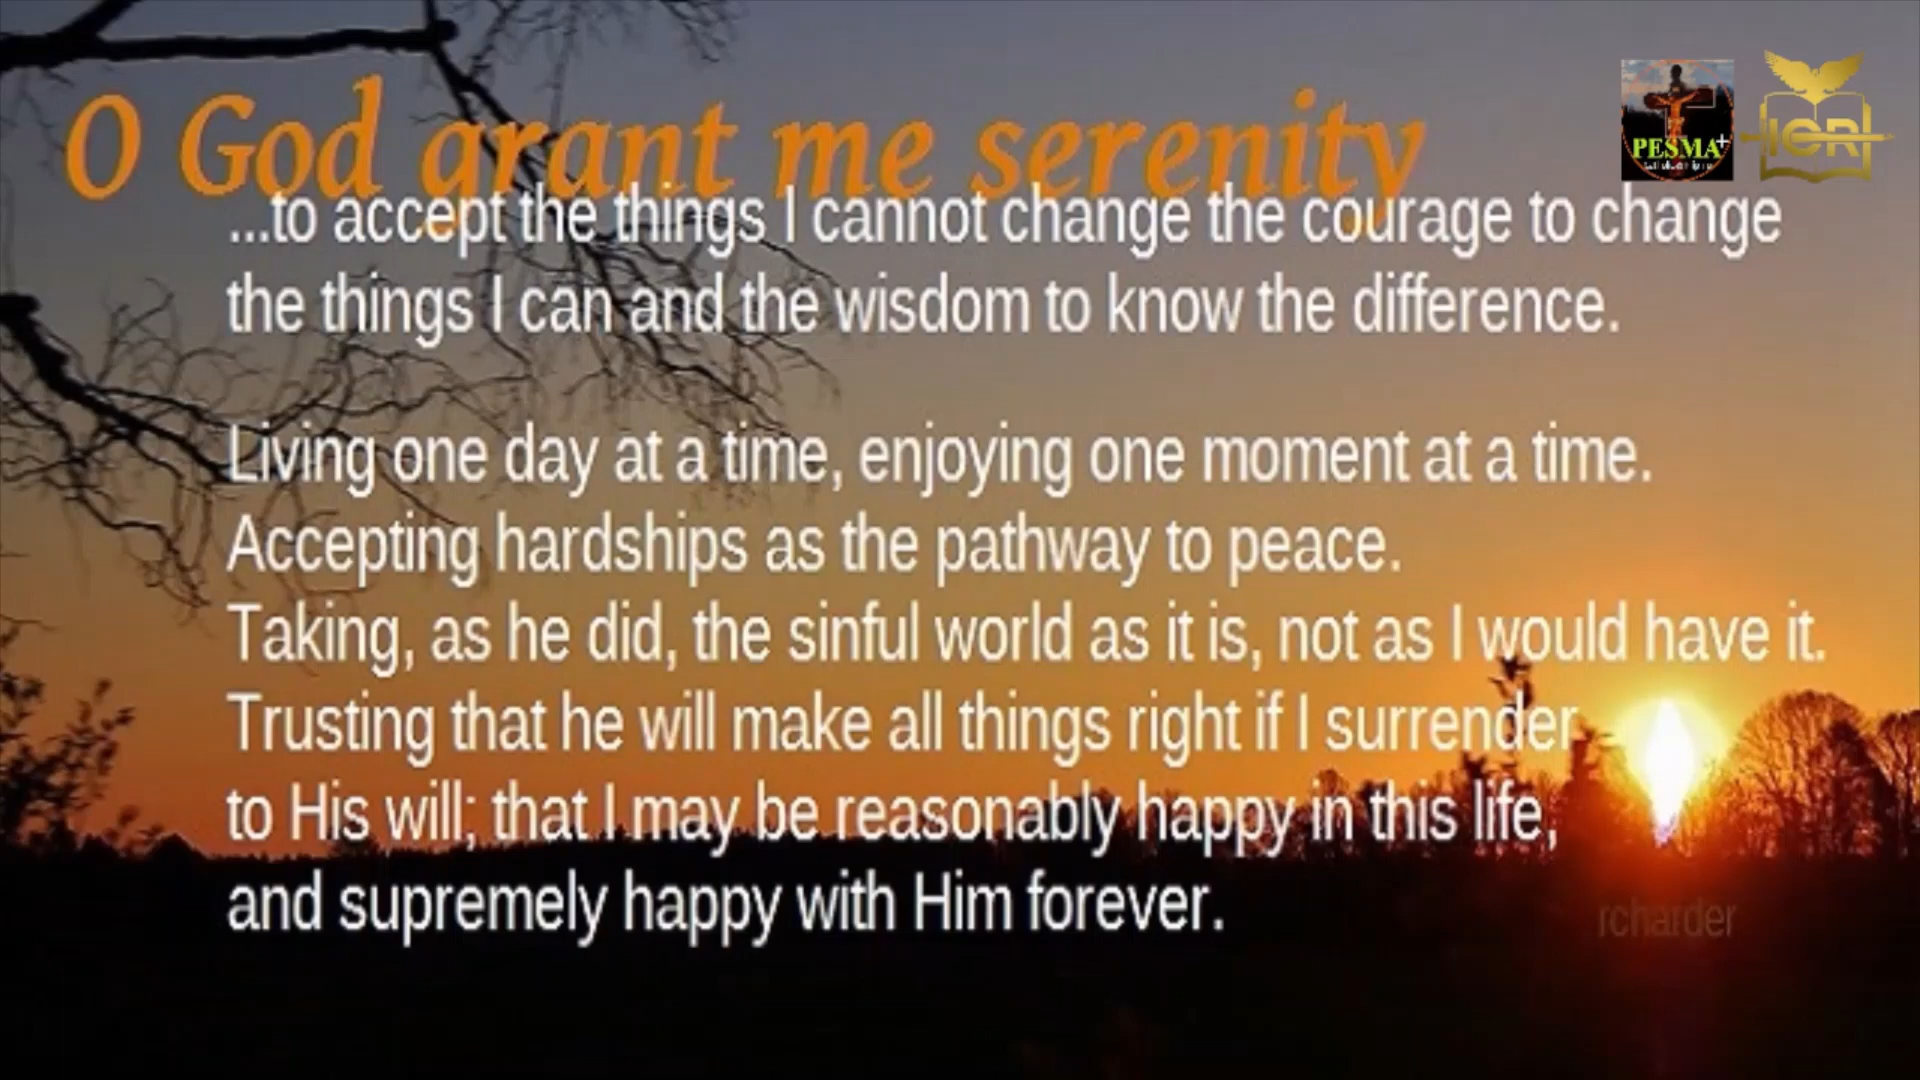 O God grant me serenity
...to accept the things I cannot change the courage to change
the things I can and the wisdom to know the difference.
Living one day at a time, enjoying one moment at a time.
Accepting hardships as the pathway to peace.
Taking, as he did, the sinful world as it is, not as I would have it.
Trusting that he will make all things right if I surrender
to His will; that I may be reasonably happy in this life,
and supremely happy with Him forever.
rcharder
PESMA+